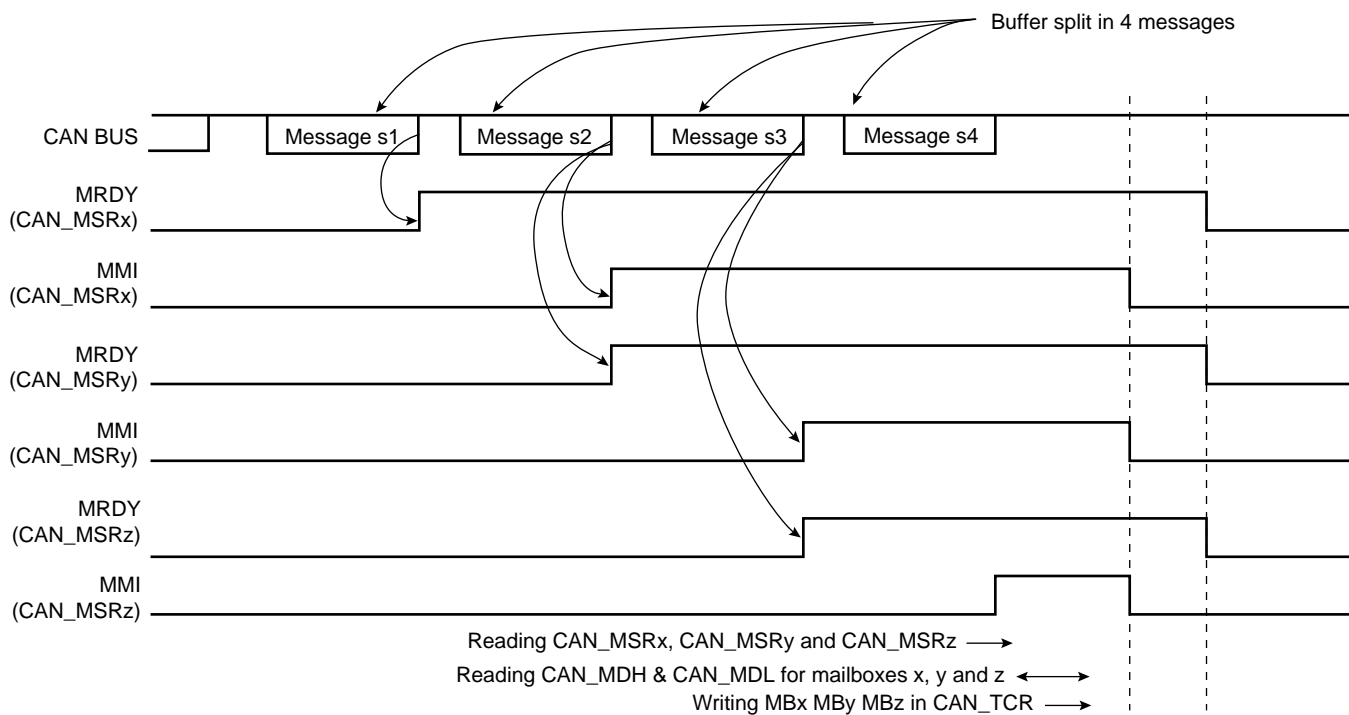 Buffer split in 4 messages
CAN BUS
Message s1
Message s2
Message s3
Message s4
MRDY
(CAN_MSRx)
MMI
(CAN_MSRx)
MRDY
(CAN_MSRy)
MMI
(CAN_MSRy)
MRDY
(CAN_MSRz)
MMI
(CAN_MSRz)
Reading CAN_MSRx, CAN_MSRy and CAN_MSRz
Reading CAN_MDH & CAN_MDL for mailboxes x, y and z
Writing MBx MBy MBz in CAN_TCR